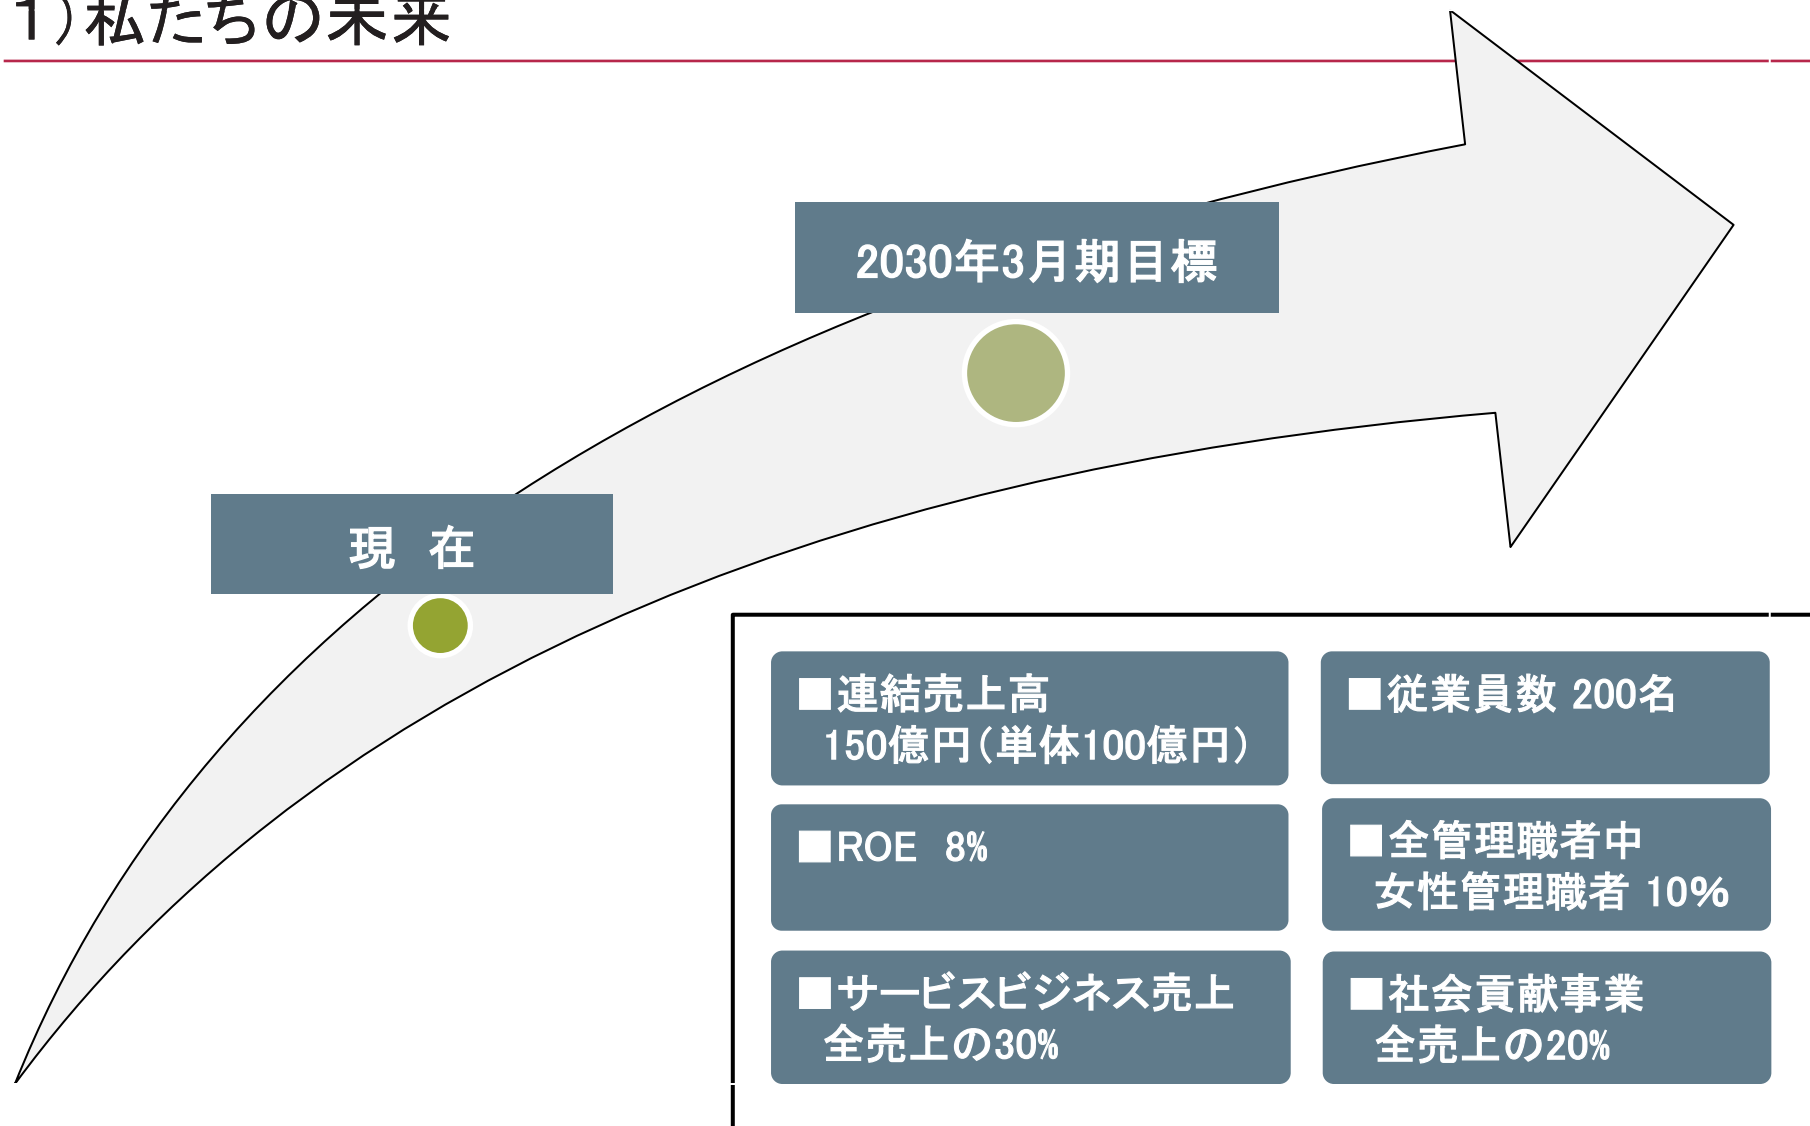 1）私たちの未来
2030年3月期目標
現　在
■連結売上高
150億円（単体100億円）
■従業員数 200名
■ROE　8%
■全管理職者中
女性管理職者 10%
■サービスビジネス売上
全売上の30%
■社会貢献事業
全売上の20%